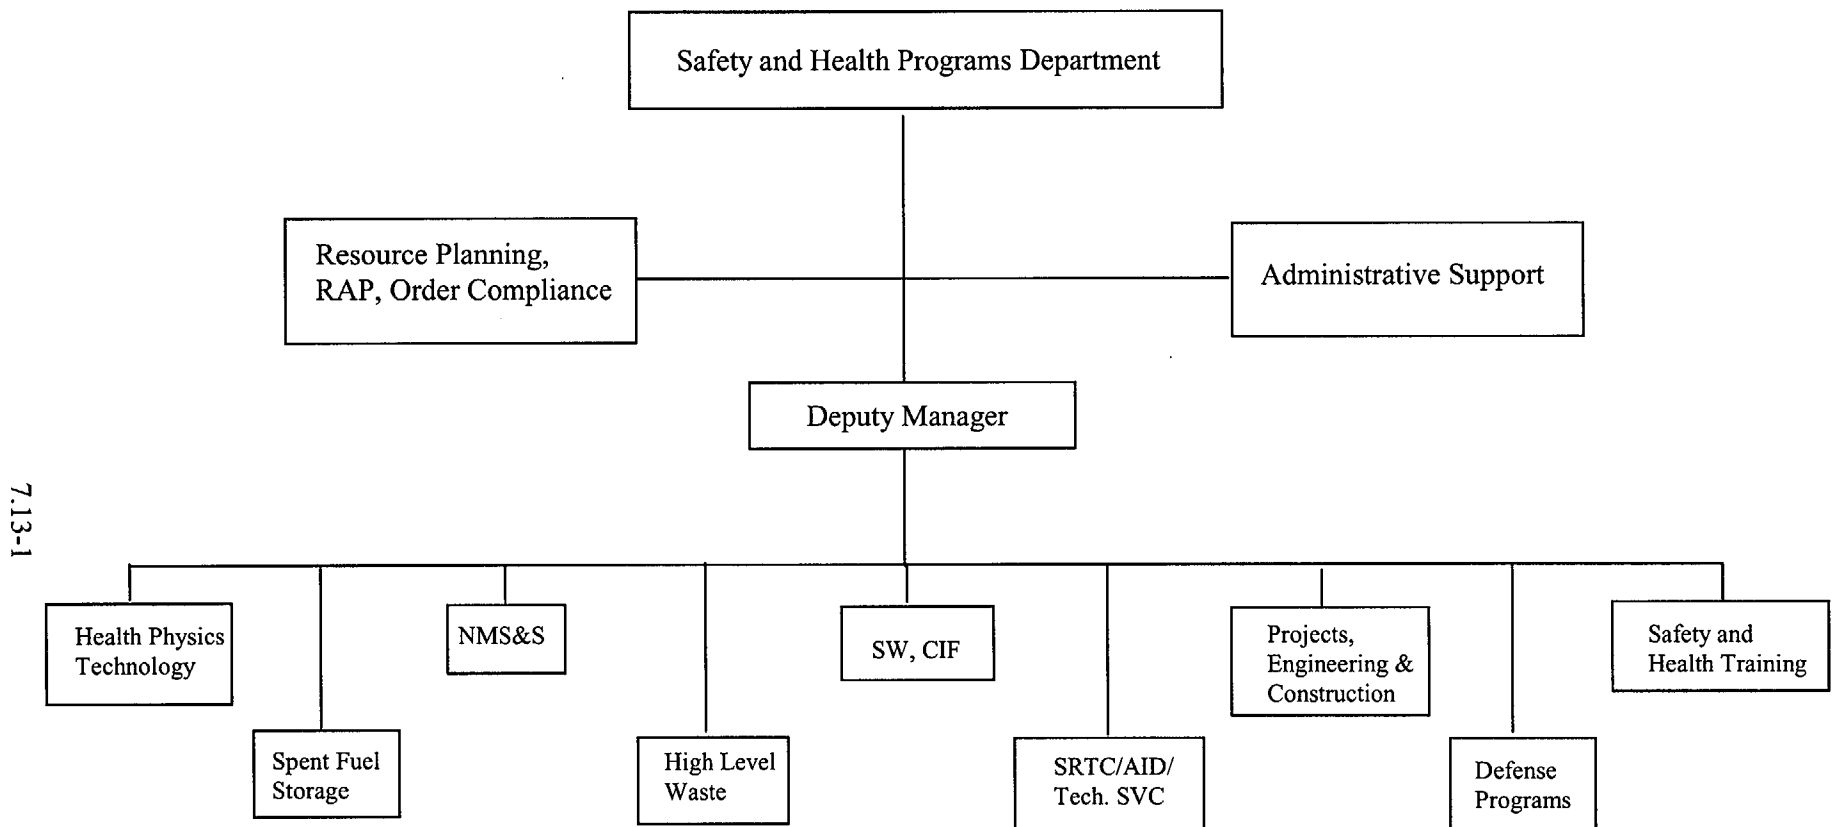 Safety and Health Programs Department
Resource Planning,
RAP, Order Compliance
Administrative Support
Deputy Manager
7.13-1
Health Physics
Technology
NMS&S
SW, CIF
Projects,
Engineering &
Construction
Safety and
Health Training
Spent Fuel
Storage
High Level
Waste
SRTC/AID/
Tech. SVC
Defense
Programs